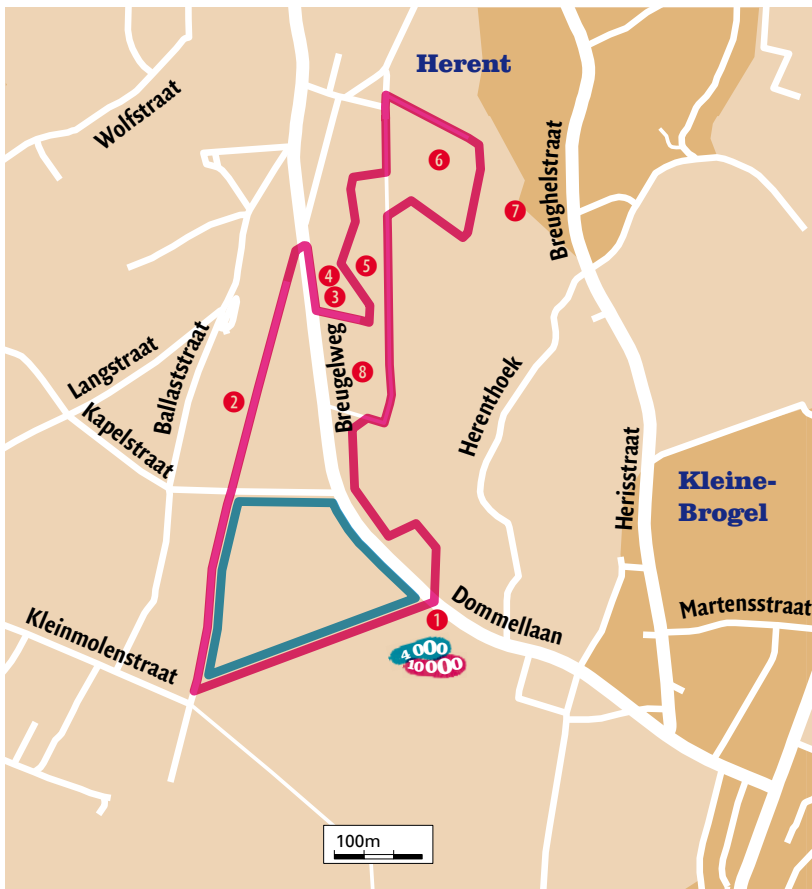 Herent
Wolfstraat
6
Breughelstraat
7
5
4
3
Langstraat
Ballaststraat
Breugelweg
8
2
Kapelstraat
Herenthoek
Kleine-
Brogel
Herisstraat
Kleinmolenstraat
Dommellaan
Martensstraat
1
4000
10000
100m